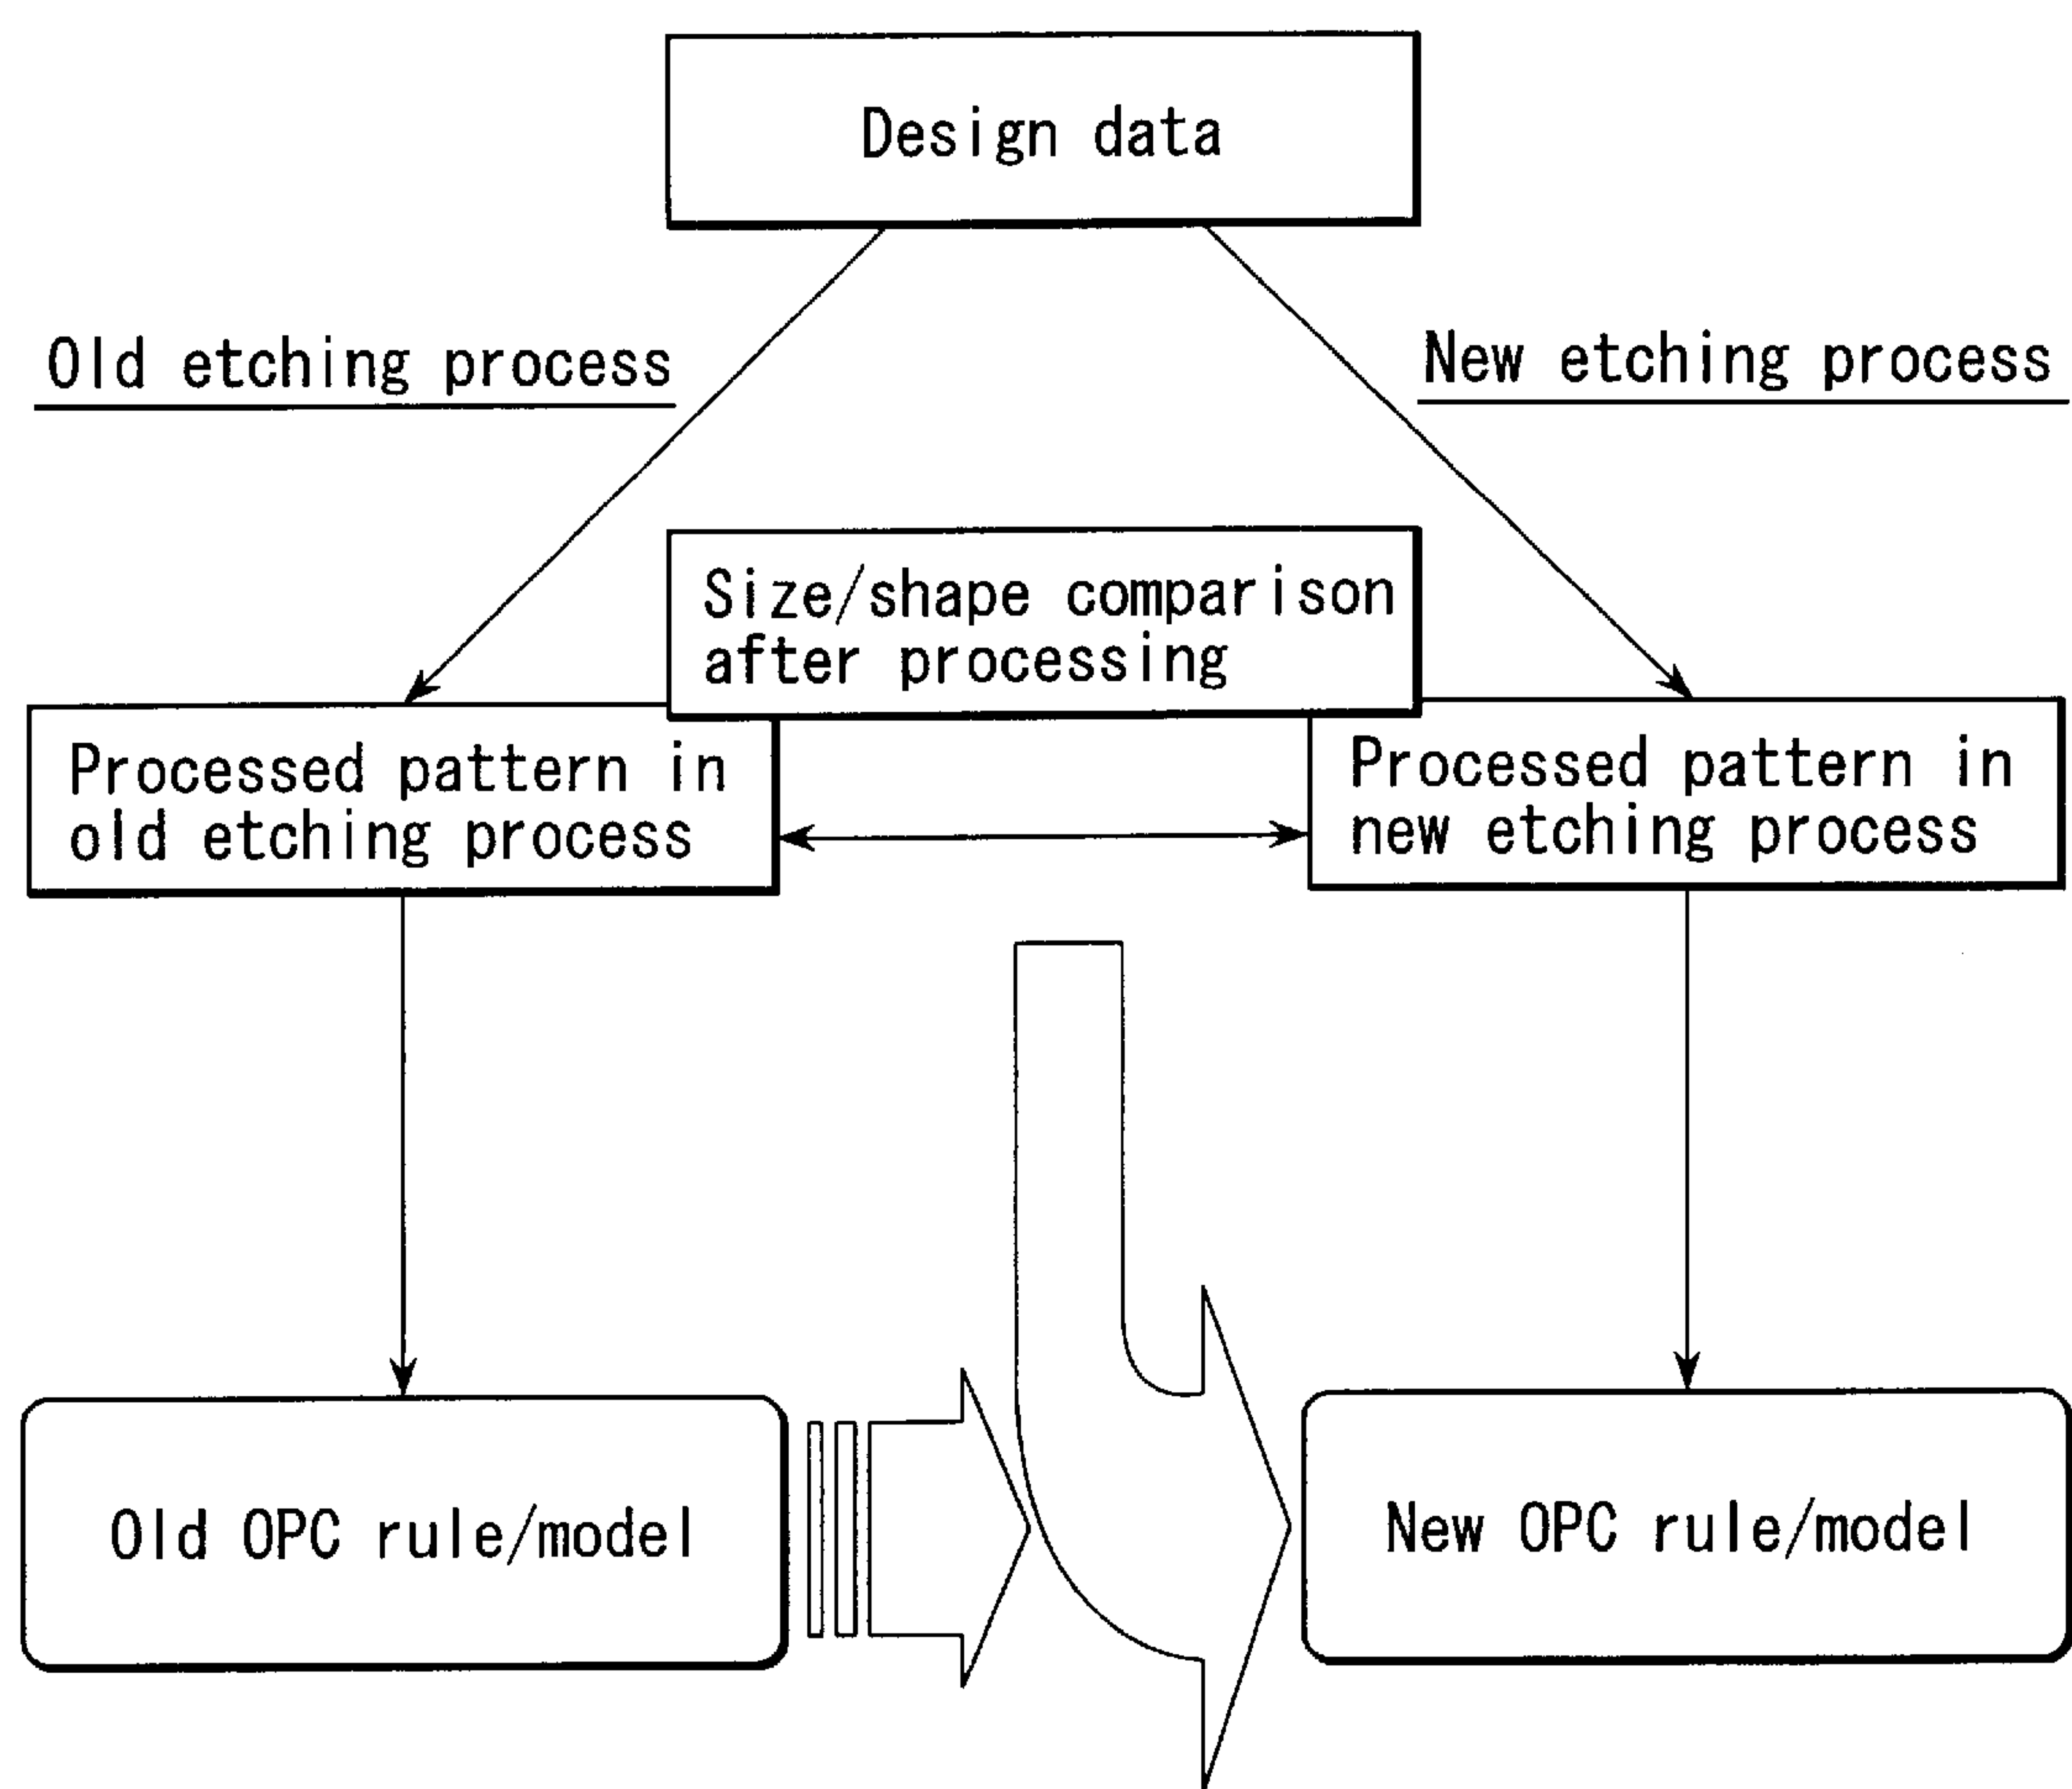 Design data
Old etching process
New etching process
Size/shape comparison
after processing
Processed pattern in
old etching process
Processed pattern in
new etching process
Old OPC rule/model
New OPC rule/model